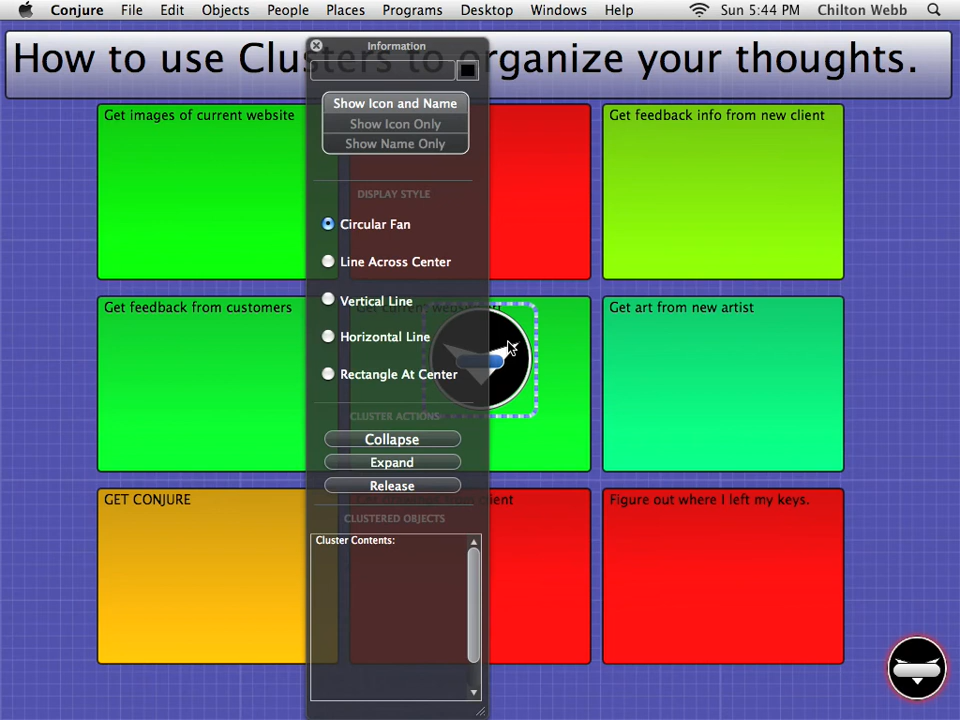 Conjure File Edit Objects People Places Programs Desktop Windows Help Sun 5:44 PM Chilton Webb
How to use Clusters to organize your thoughts.
Information
Show Icon and Name
Show Icon Only
Show Name Only
DISPLAY STYLE
Circular Fan
Line Across Center
Vertical Line
Horizontal Line
Rectangle At Center
CLUSTER ACTIONS
Collapse
Expand
Release
CLUSTERED OBJECTS
Cluster Contents:
Get images of current website
Get feedback info from new client
Get feedback from customers
Get current website
Get art from new artist
GET CONJURE
client
Figure out where I left my keys.